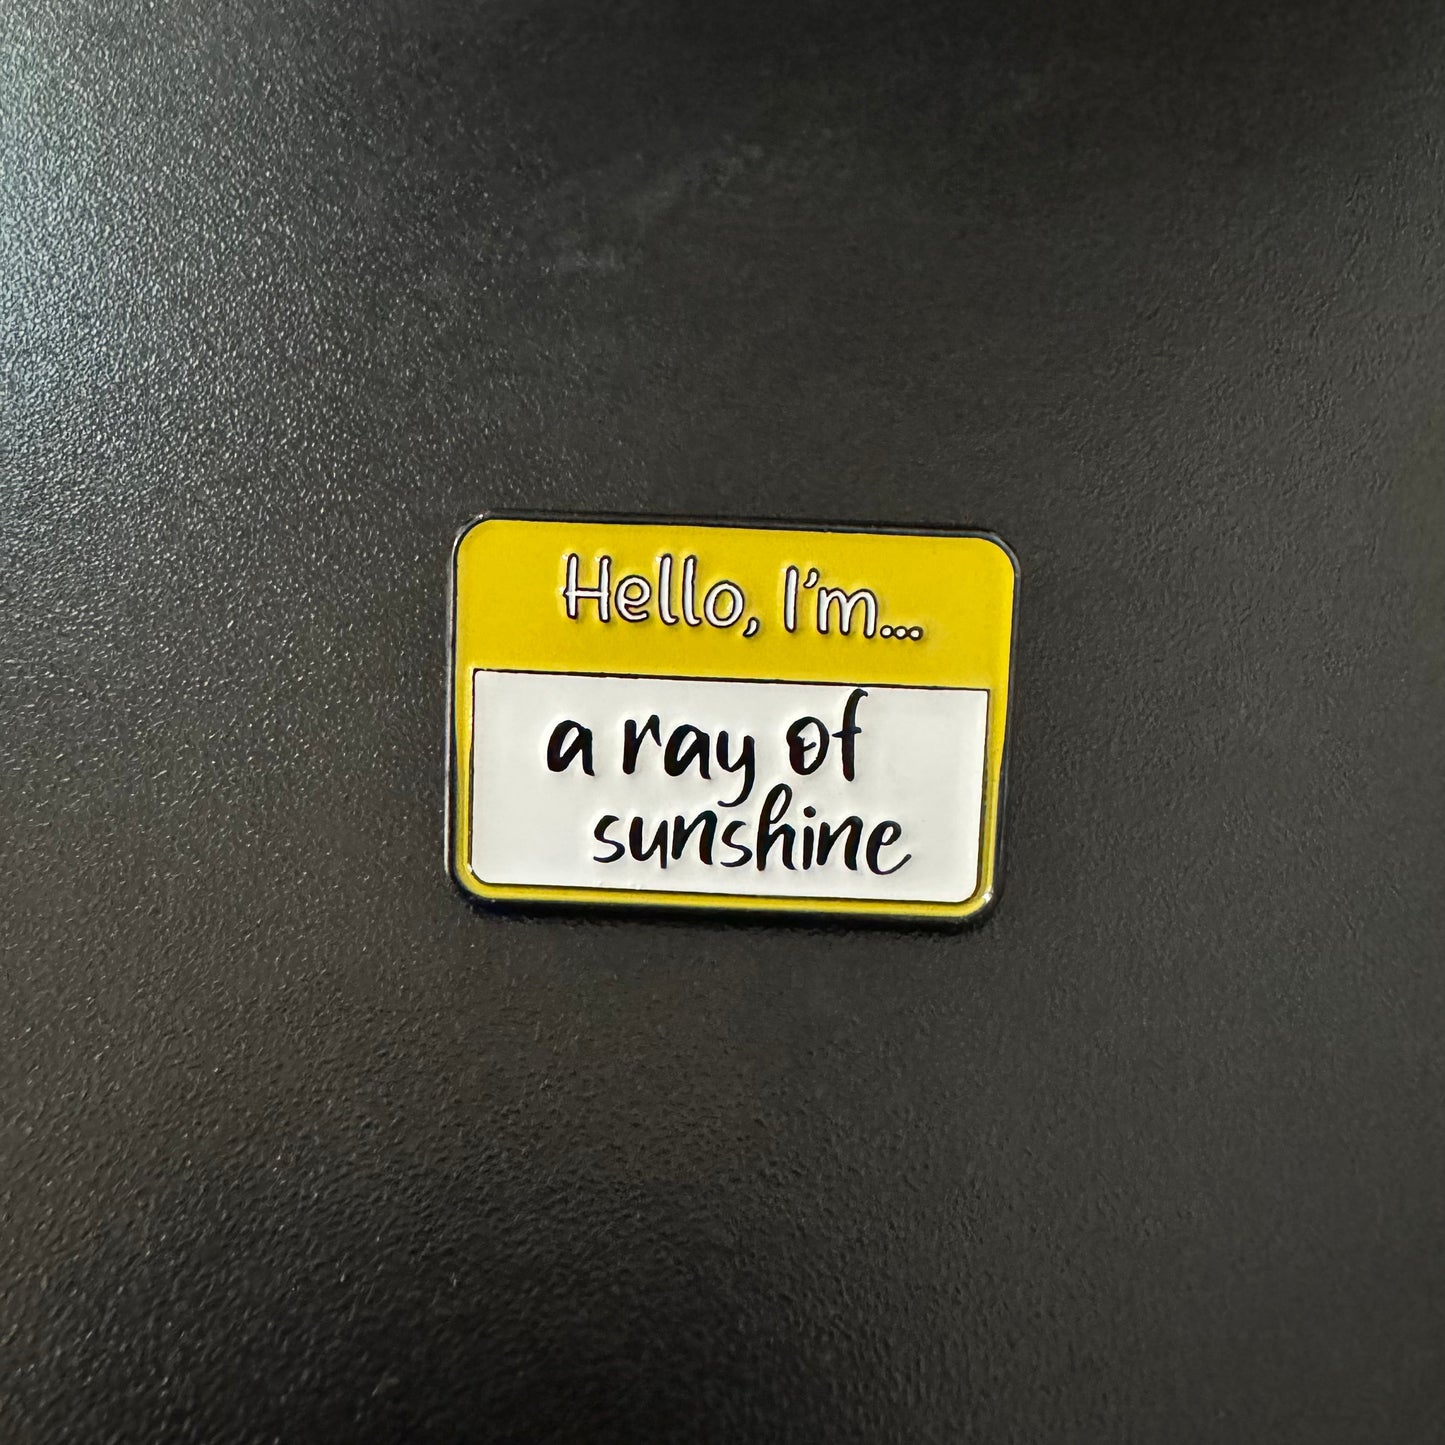 Hello, I'm...
a ray of
sunshine